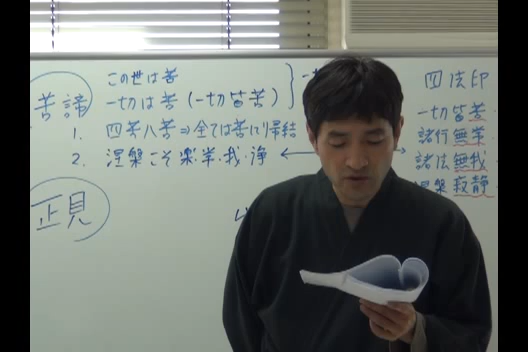 苦諦
この世は苦
一切は苦(一切皆苦)
1. 四苦八苦⇒全ては苦に帰結
2. 涅槃こそ楽・常・我・浄
正見
四法印
一切皆苦
諸行無常
諸法無我
涅槃寂静